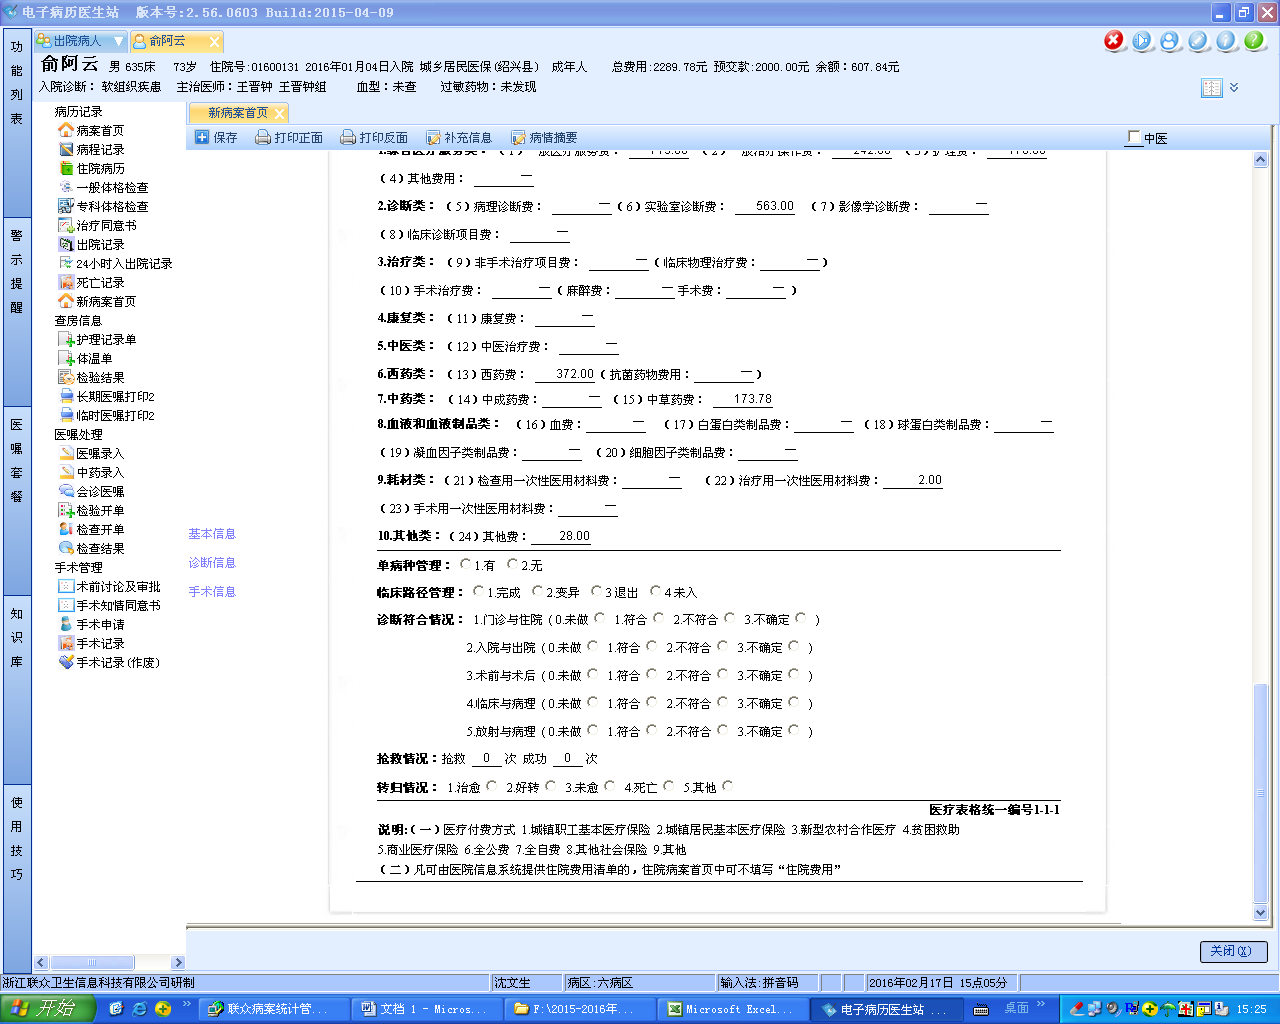 电子病历医生站 版本号:2.56.0603 Build:2015-04-09
出院病人 俞阿云
俞阿云 男 635床 73岁 住院号:01600131 2016年01月04日入院 城乡居民医保(绍兴县) 成年人 总费用:2289.78元 预交款:2000.00元 余额:607.84元
入院诊断: 软组织疾患 主治医师:王晋钟 王晋钟组 血型:未查 过敏药物:未发现
功能列表
警示提醒
医嘱套餐
知识库
使用技巧
病历记录
病案首页
病程记录
住院病历
一般体格检查
专科体格检查
治疗同意书
出院记录
24小时入出院记录
死亡记录
新病案首页
查房信息
护理记录单
体温单
检验结果
长期医嘱打印2
临时医嘱打印2
医嘱处理
医嘱录入
中药录入
会诊医嘱
检验开单
检查开单
检查结果
手术管理
术前讨论及审批
手术知情同意书
手术申请
手术记录
手术记录(作废)
新病案首页
保存 打印正面 打印反面 补充信息 病情摘要 中医
基本信息
诊断信息
手术信息
(4)其他费用: —
2.诊断类: (5)病理诊断费: — (6)实验室诊断费: 563.00 (7)影像学诊断费: —
(8)临床诊断项目费: —
3.治疗类: (9)非手术治疗项目费: — (临床物理治疗费: — )
(10)手术治疗费: — (麻醉费: — 手术费: — )
4.康复类: (11)康复费: —
5.中医类: (12)中医治疗费: —
6.西药类: (13)西药费: 372.00 (抗菌药物费用: — )
7.中药类: (14)中成药费: — (15)中草药费: 173.78
8.血液和血液制品类: (16)血费: — (17)白蛋白类制品费: — (18)球蛋白类制品费: —
(19)凝血因子类制品费: — (20)细胞因子类制品费: —
9.耗材类: (21)检查用一次性医用材料费: — (22)治疗用一次性医用材料费: 2.00
(23)手术用一次性医用材料费: —
10.其他类: (24)其他费: 28.00
单病种管理: 1.有 2.无
临床路径管理: 1.完成 2.变异 3退出 4未入
诊断符合情况: 1.门诊与住院 (0.未做 1.符合 2.不符合 3.不确定 )
2.入院与出院 (0.未做 1.符合 2.不符合 3.不确定 )
3.术前与术后 (0.未做 1.符合 2.不符合 3.不确定 )
4.临床与病理 (0.未做 1.符合 2.不符合 3.不确定 )
5.放射与病理 (0.未做 1.符合 2.不符合 3.不确定 )
抢救情况:抢救 0 次 成功 0 次
转归情况: 1.治愈 2.好转 3.未愈 4.死亡 5.其他
医疗表格统一编号1-1-1
说明:(一)医疗付费方式 1.城镇职工基本医疗保险 2.城镇居民基本医疗保险 3.新型农村合作医疗 4.贫困救助
5.商业医疗保险 6.全公费 7.全自费 8.其他社会保险 9.其他
(二)凡可由医院信息系统提供住院费用清单的,住院病案首页中可不填写“住院费用”
关闭(X)
浙江联众卫生信息科技有限公司研制 沈文生 病区:六病区 输入法:拼音码 2016年02月17日 15点05分
开始 联众病案统计管... 文档 1 - Micros... F:\2015-2016年... Microsoft Excel... 电子病历医生站 ... 桌面 15:25